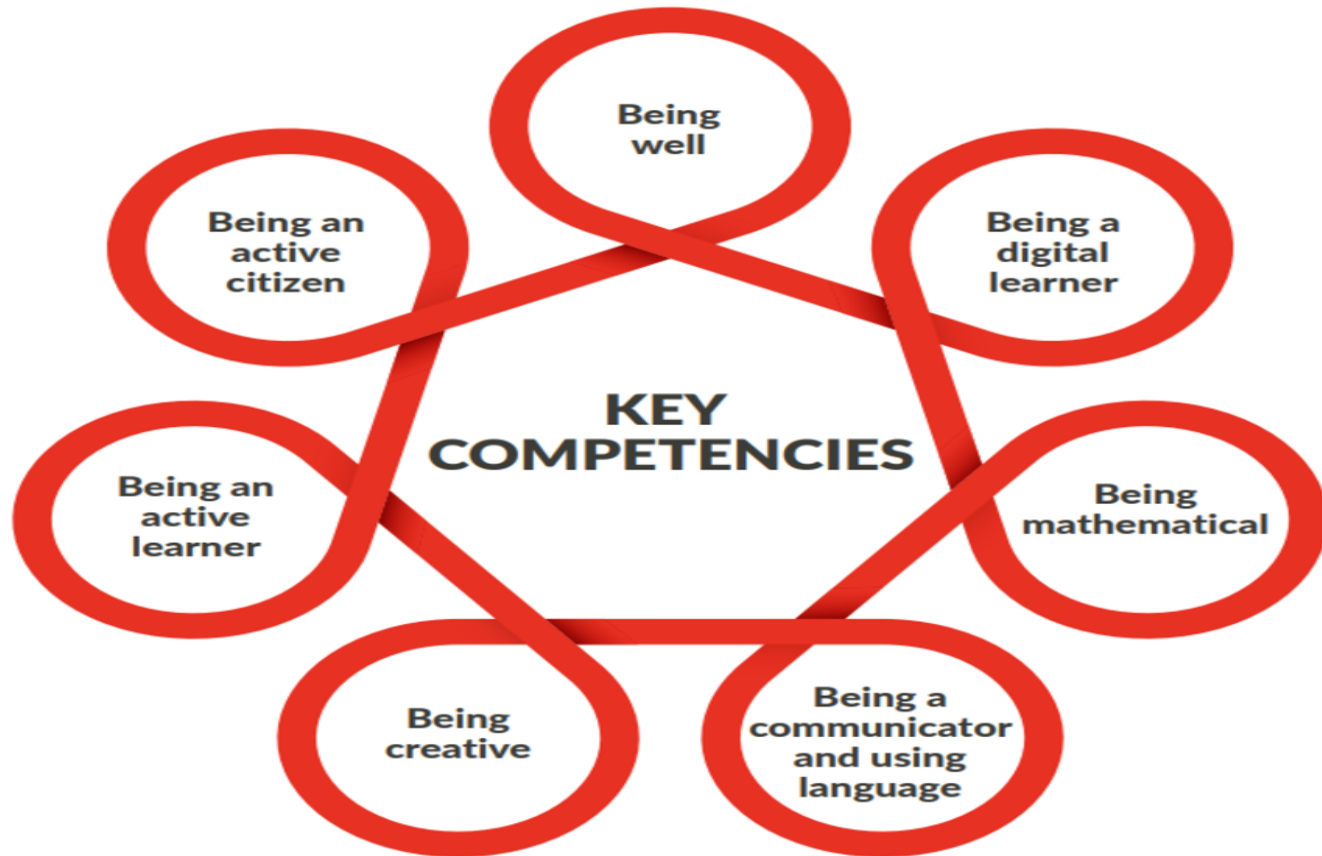 Being
well
Being an
active
citizen
Being a
digital
learner
KEY
COMPETENCIES
Being an
active
learner
Being
mathematical
Being
creative
Being a
communicator
and using
language